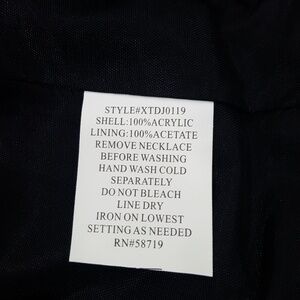 STYLE#XTDJ0119
SHELL:100%ACRYLIC
LINING:100%ACETATE
REMOVE NECKLACE
BEFORE WASHING
HAND WASH COLD
SEPARATELY
DO NOT BLEACH
LINE DRY
IRON ON LOWEST
SETTING AS NEEDED
RN#58719